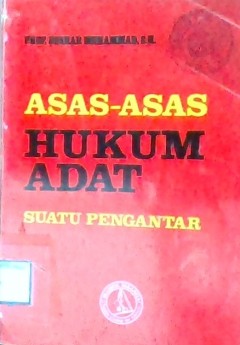 PROF. BUSHAR MUHAMMAD, S.H.
ASAS-ASAS
HUKUM
ADAT
SUATU PENGANTAR